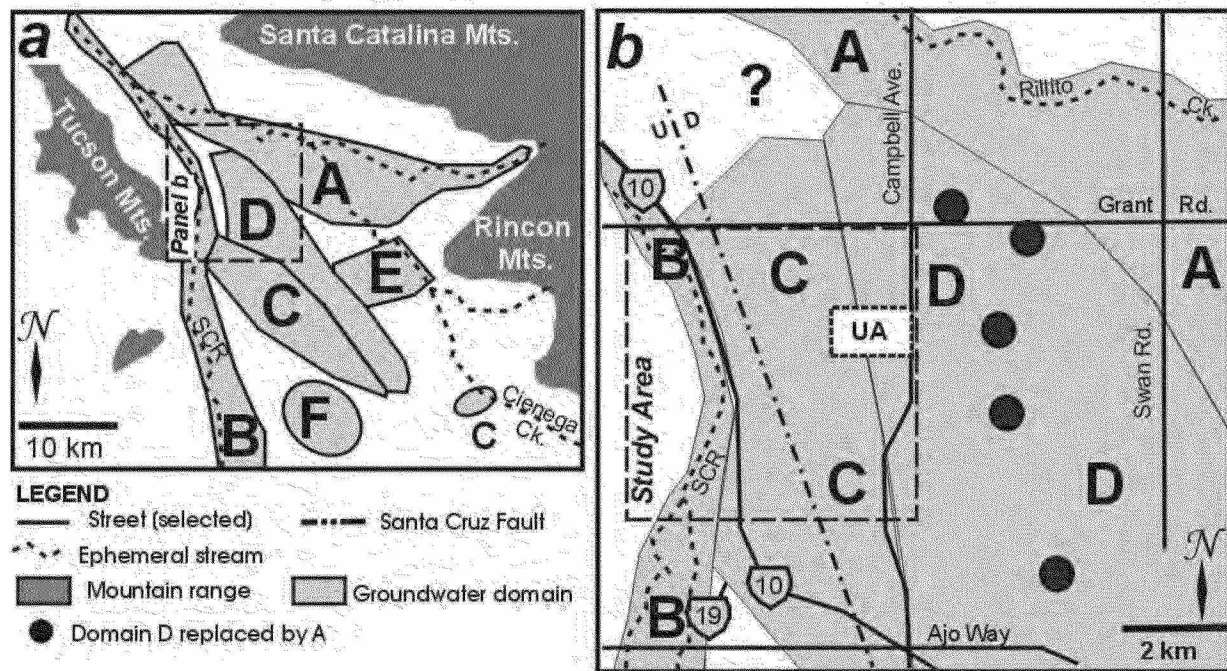 a
Santa Catalina Mts.
Tucson Mts.
Panel b
A
D
Rincon
Mts.
E
C
N
SCR
B
F
Cienega
Ck.
C
10 km
b
A
?
Campbell Ave.
Rillito
Ck.
U D
10
Grant Rd.
B
C
D
A
UA
Study Area
Swan Rd.
SCR
C
D
N
10
B
19
Ajo Way
2 km
LEGEND
Street (selected)
Santa Cruz Fault
Ephemeral stream
Mountain range
Groundwater domain
Domain D replaced by A